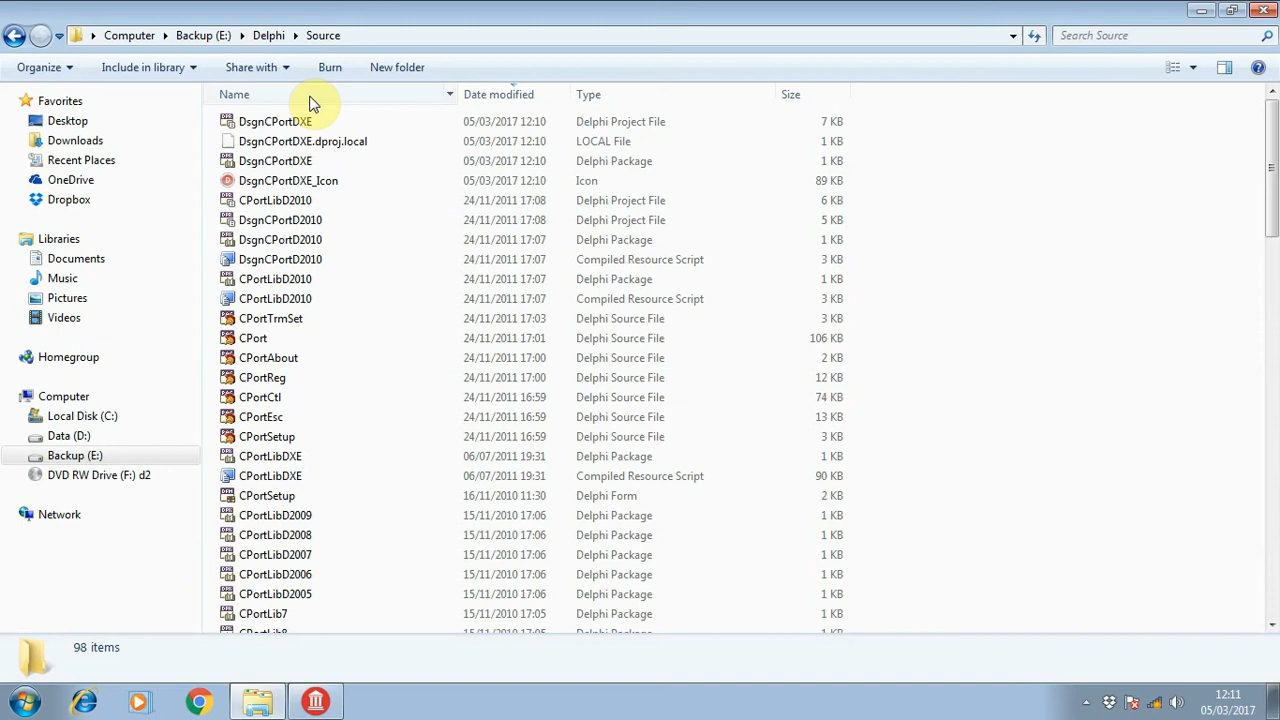 Computer Backup (E:) Delphi Source Search Source
Organize Include in library Share with Burn New folder
Name Date modified Type Size
Favorites
Desktop
Downloads
Recent Places
OneDrive
Dropbox
Libraries
Documents
Music
Pictures
Videos
Homegroup
Computer
Local Disk (C:)
Data (D:)
Backup (E:)
DVD RW Drive (F:) d2
Network
DsgnCPortDXE 05/03/2017 12:10 Delphi Project File 7 KB
DsgnCPortDXE.dproj.local 05/03/2017 12:10 LOCAL File 1 KB
DsgnCPortDXE 05/03/2017 12:10 Delphi Package 1 KB
DsgnCPortDXE_Icon 05/03/2017 12:10 Icon 89 KB
CPortLibD2010 24/11/2011 17:08 Delphi Project File 6 KB
DsgnCPortD2010 24/11/2011 17:08 Delphi Project File 5 KB
DsgnCPortD2010 24/11/2011 17:07 Delphi Package 1 KB
DsgnCPortD2010 24/11/2011 17:07 Compiled Resource Script 3 KB
CPortLibD2010 24/11/2011 17:07 Delphi Package 1 KB
CPortLibD2010 24/11/2011 17:07 Compiled Resource Script 3 KB
CPortTrmSet 24/11/2011 17:03 Delphi Source File 3 KB
CPort 24/11/2011 17:01 Delphi Source File 106 KB
CPortAbout 24/11/2011 17:00 Delphi Source File 2 KB
CPortReg 24/11/2011 17:00 Delphi Source File 12 KB
CPortCtl 24/11/2011 16:59 Delphi Source File 74 KB
CPortEsc 24/11/2011 16:59 Delphi Source File 13 KB
CPortSetup 24/11/2011 16:59 Delphi Source File 3 KB
CPortLibDXE 06/07/2011 19:31 Delphi Package 1 KB
CPortLibDXE 06/07/2011 19:31 Compiled Resource Script 90 KB
CPortSetup 16/11/2010 11:30 Delphi Form 2 KB
CPortLibD2009 15/11/2010 17:06 Delphi Package 1 KB
CPortLibD2008 15/11/2010 17:06 Delphi Package 1 KB
CPortLibD2007 15/11/2010 17:06 Delphi Package 1 KB
CPortLibD2006 15/11/2010 17:06 Delphi Package 1 KB
CPortLibD2005 15/11/2010 17:06 Delphi Package 1 KB
CPortLib7 15/11/2010 17:05 Delphi Package 1 KB
98 items
12:11
05/03/2017